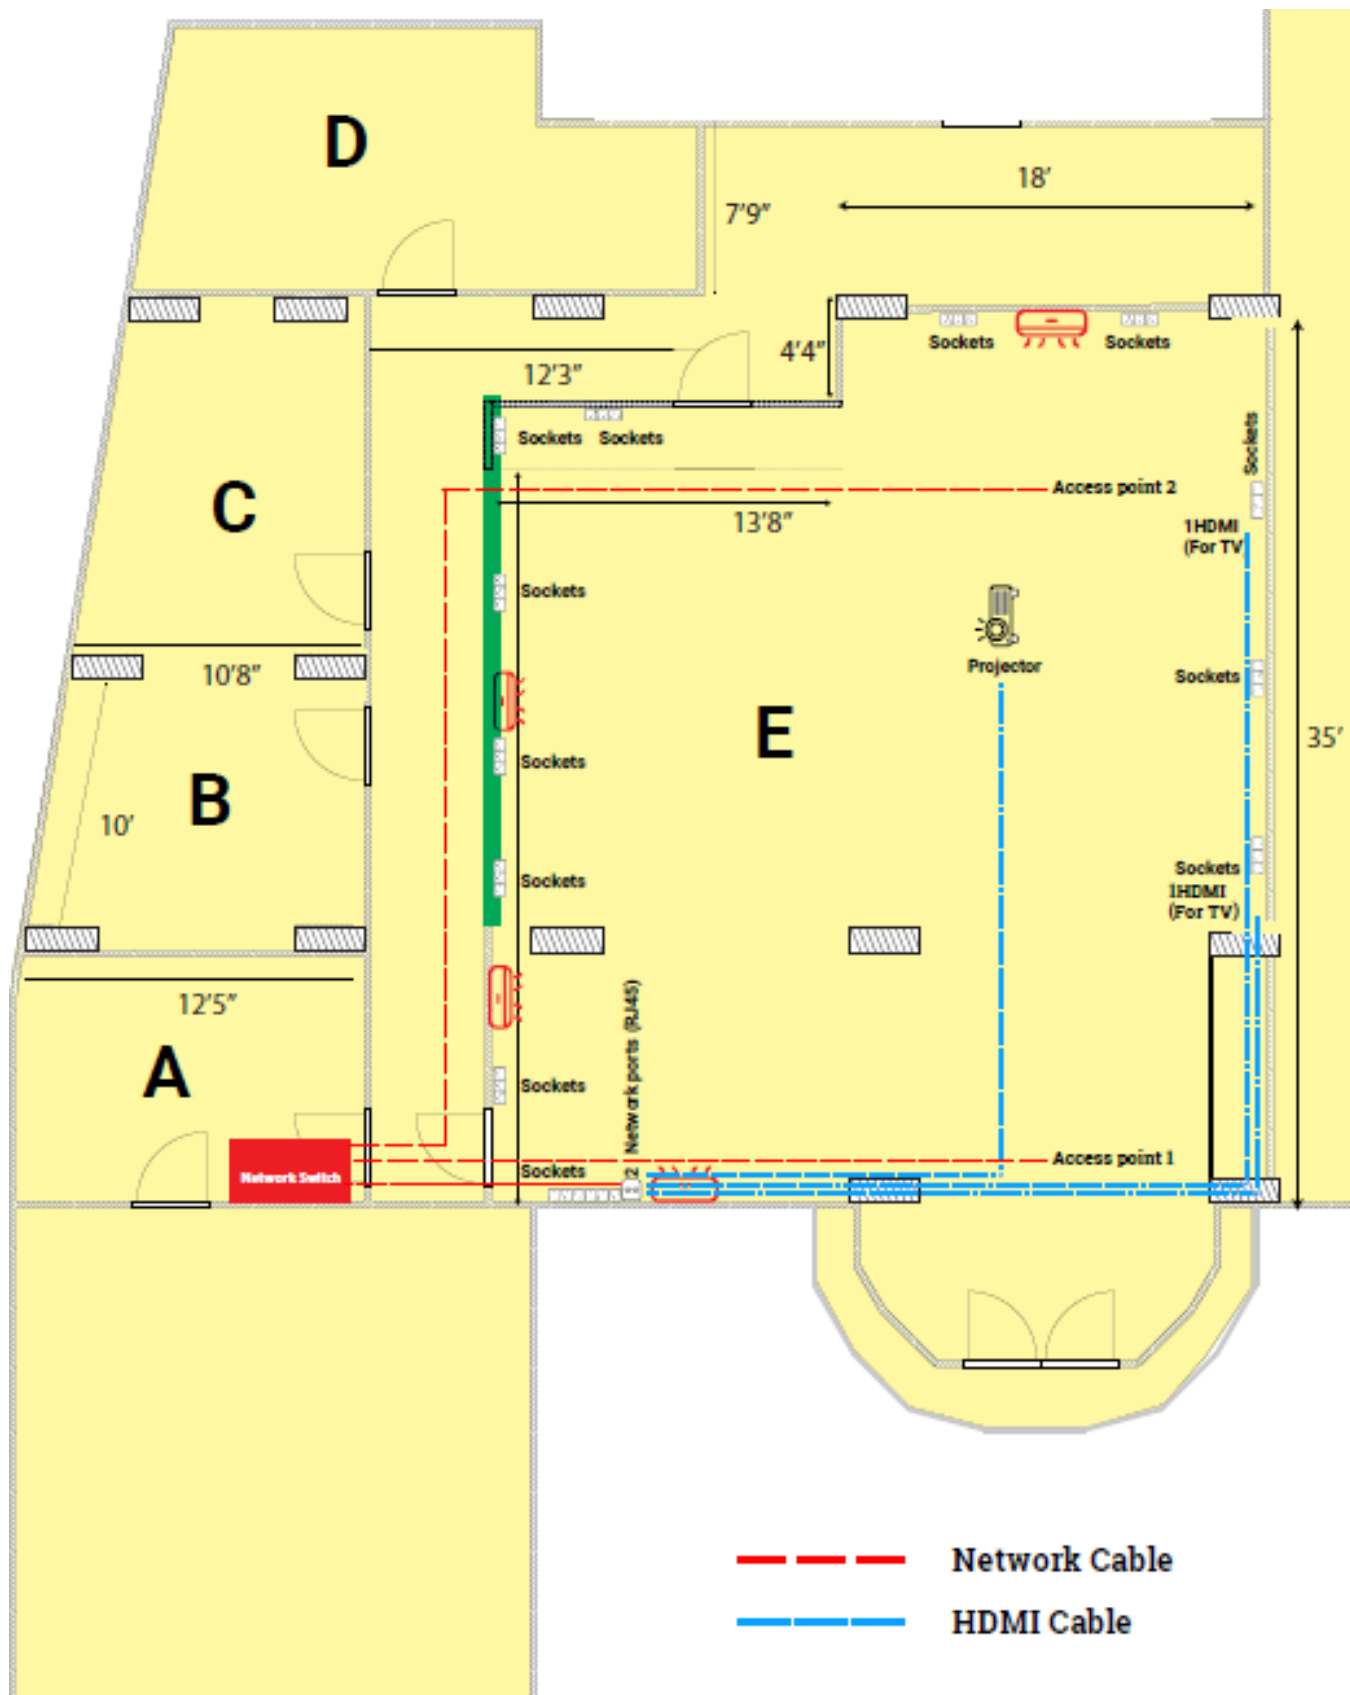 D
18′
7′9″
4′4″
Sockets
Sockets
12′3″
Sockets
Sockets
Sockets
C
Access point 2
13′8″
1HDMI
(For TV
Sockets
Projector
10′8″
Sockets
E
35′
Sockets
B
10′
Sockets
Sockets
1HDMI
(For TV)
12′5″
A
2 Network ports (RJ45)
Sockets
Access point 1
Sockets
Network Switch
Network Cable
HDMI Cable